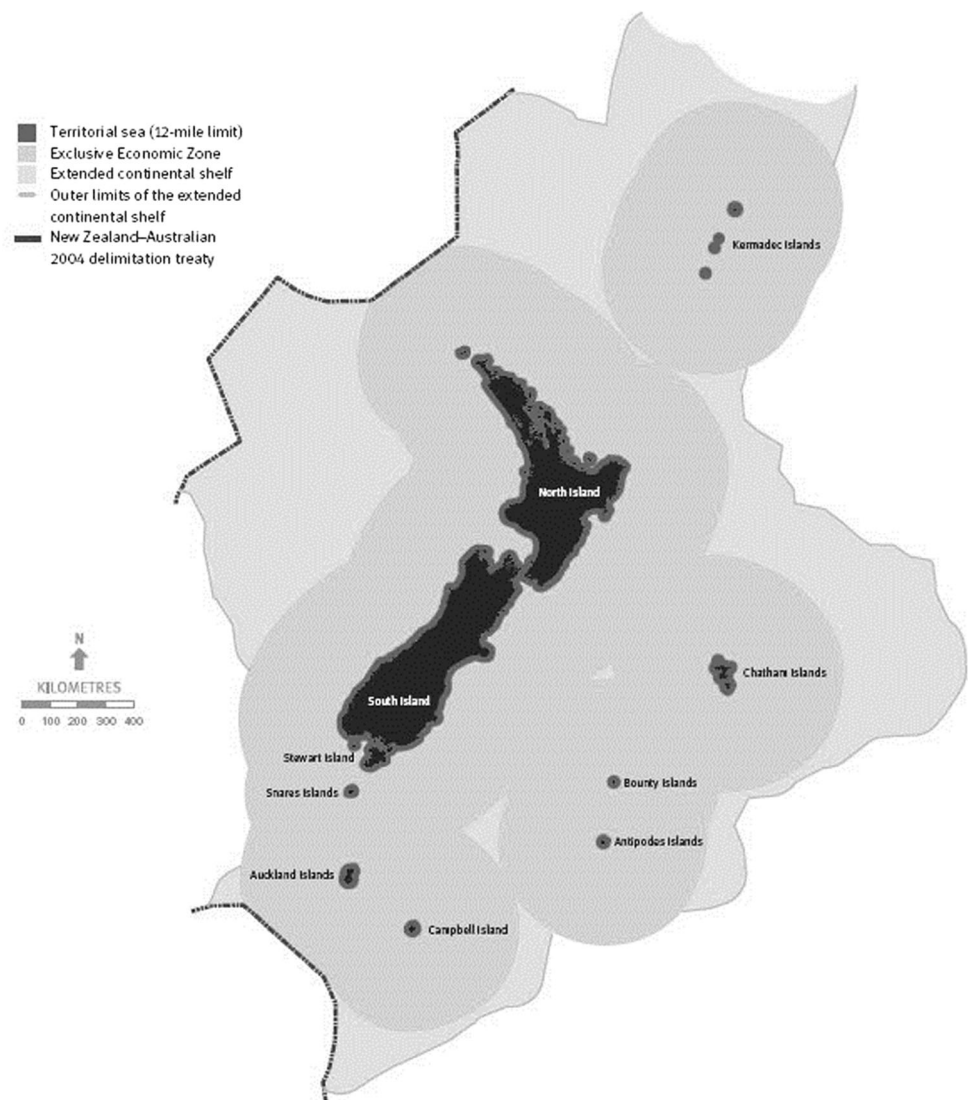 Territorial sea (12-mile limit)
Exclusive Economic Zone
Extended continental shelf
Outer limits of the extended
continental shelf
New Zealand–Australian
2004 delimitation treaty
Kermadec Islands
North Island
N
KILOMETRES
0 100 200 300 400
Chatham Islands
South Island
Stewart Island
Snares Islands
Bounty Islands
Antipodes Islands
Auckland Islands
Campbell Island